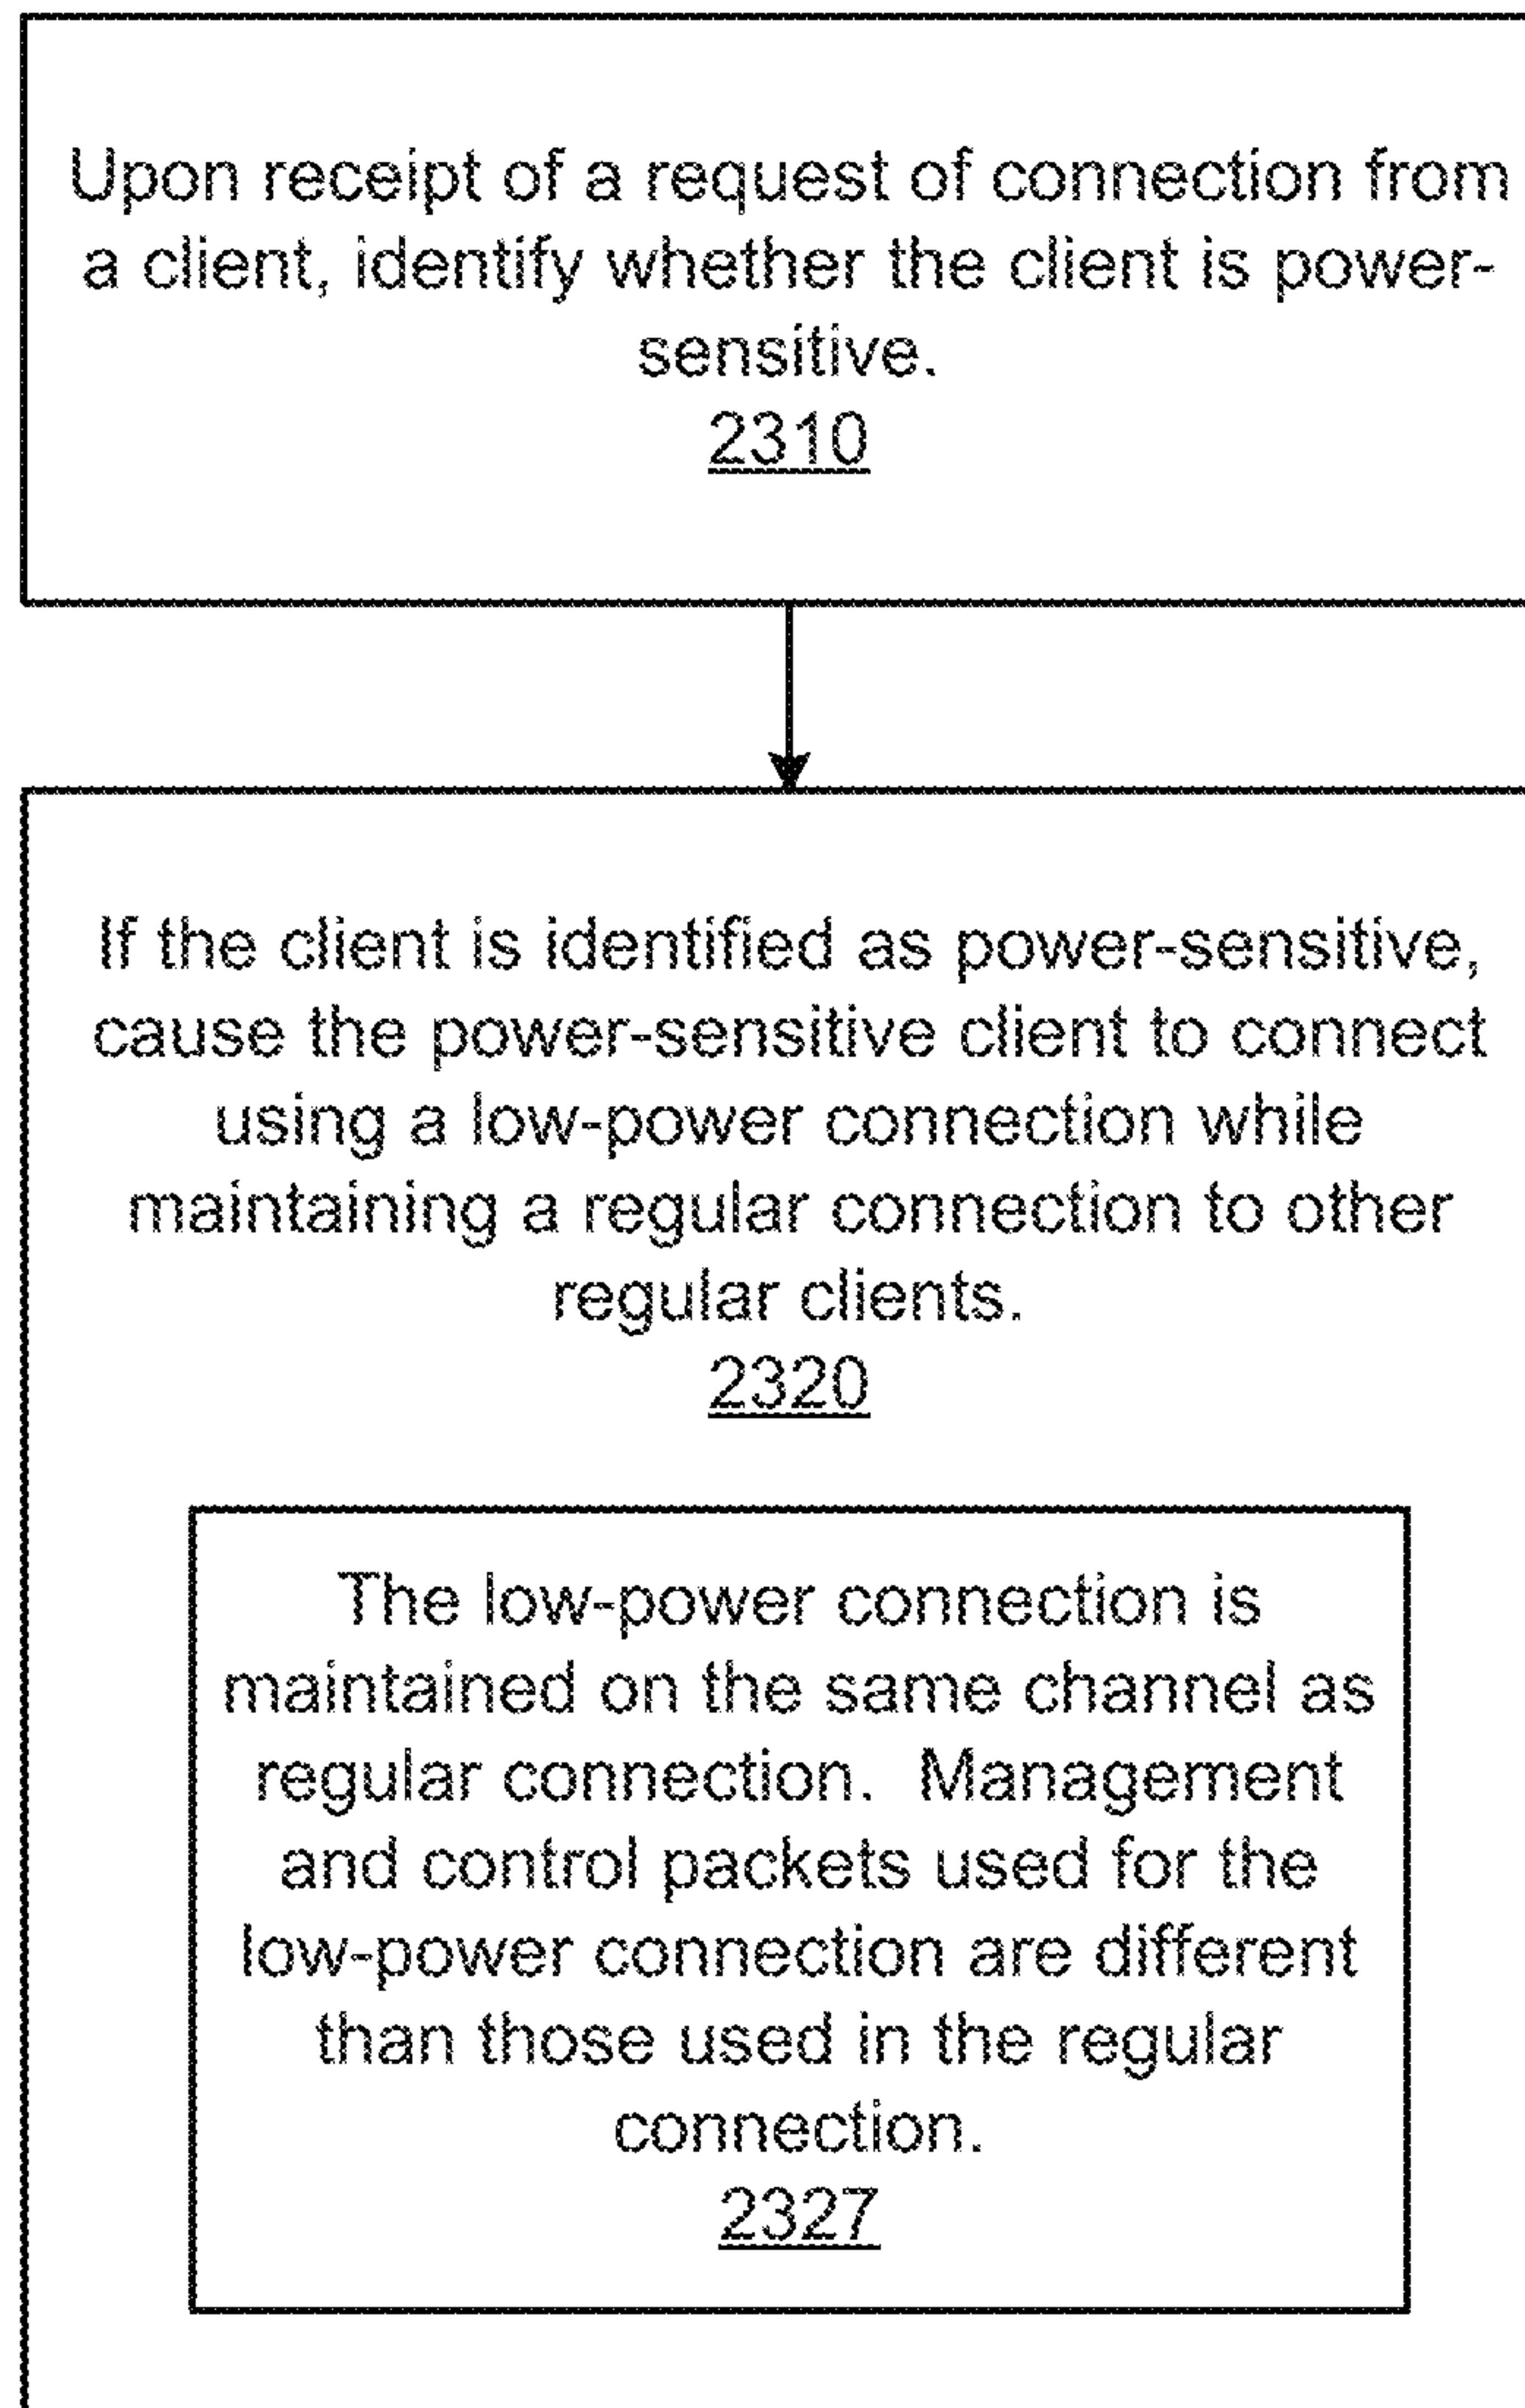 Upon receipt of a request of connection from
a client, identify whether the client is power-
sensitive.
2310
If the client is identified as power-sensitive,
cause the power-sensitive client to connect
using a low-power connection while
maintaining a regular connection to other
regular clients.
2320
The low-power connection is
maintained on the same channel as
regular connection.  Management
and control packets used for the
low-power connection are different
than those used in the regular
connection.
2327